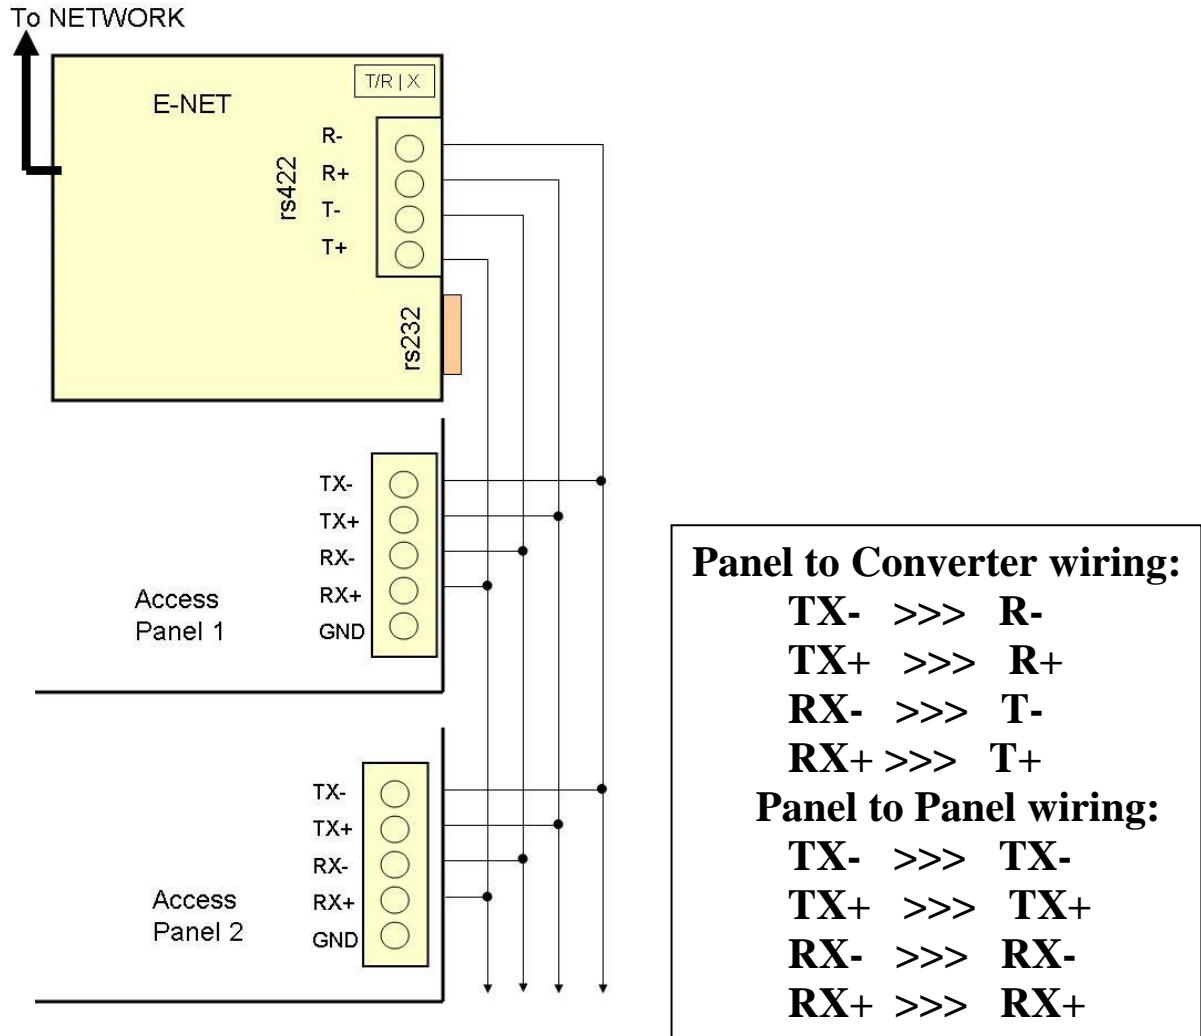 To NETWORK
T/R | X
E-NET
R-
R+
T-
T+
rs422
rs232
TX-
TX+
RX-
RX+
GND
Access
Panel 1
TX-
TX+
RX-
RX+
GND
Access
Panel 2
Panel to Converter wiring:
TX- >>> R-
TX+ >>> R+
RX- >>> T-
RX+ >>> T+
Panel to Panel wiring:
TX- >>> TX-
TX+ >>> TX+
RX- >>> RX-
RX+ >>> RX+